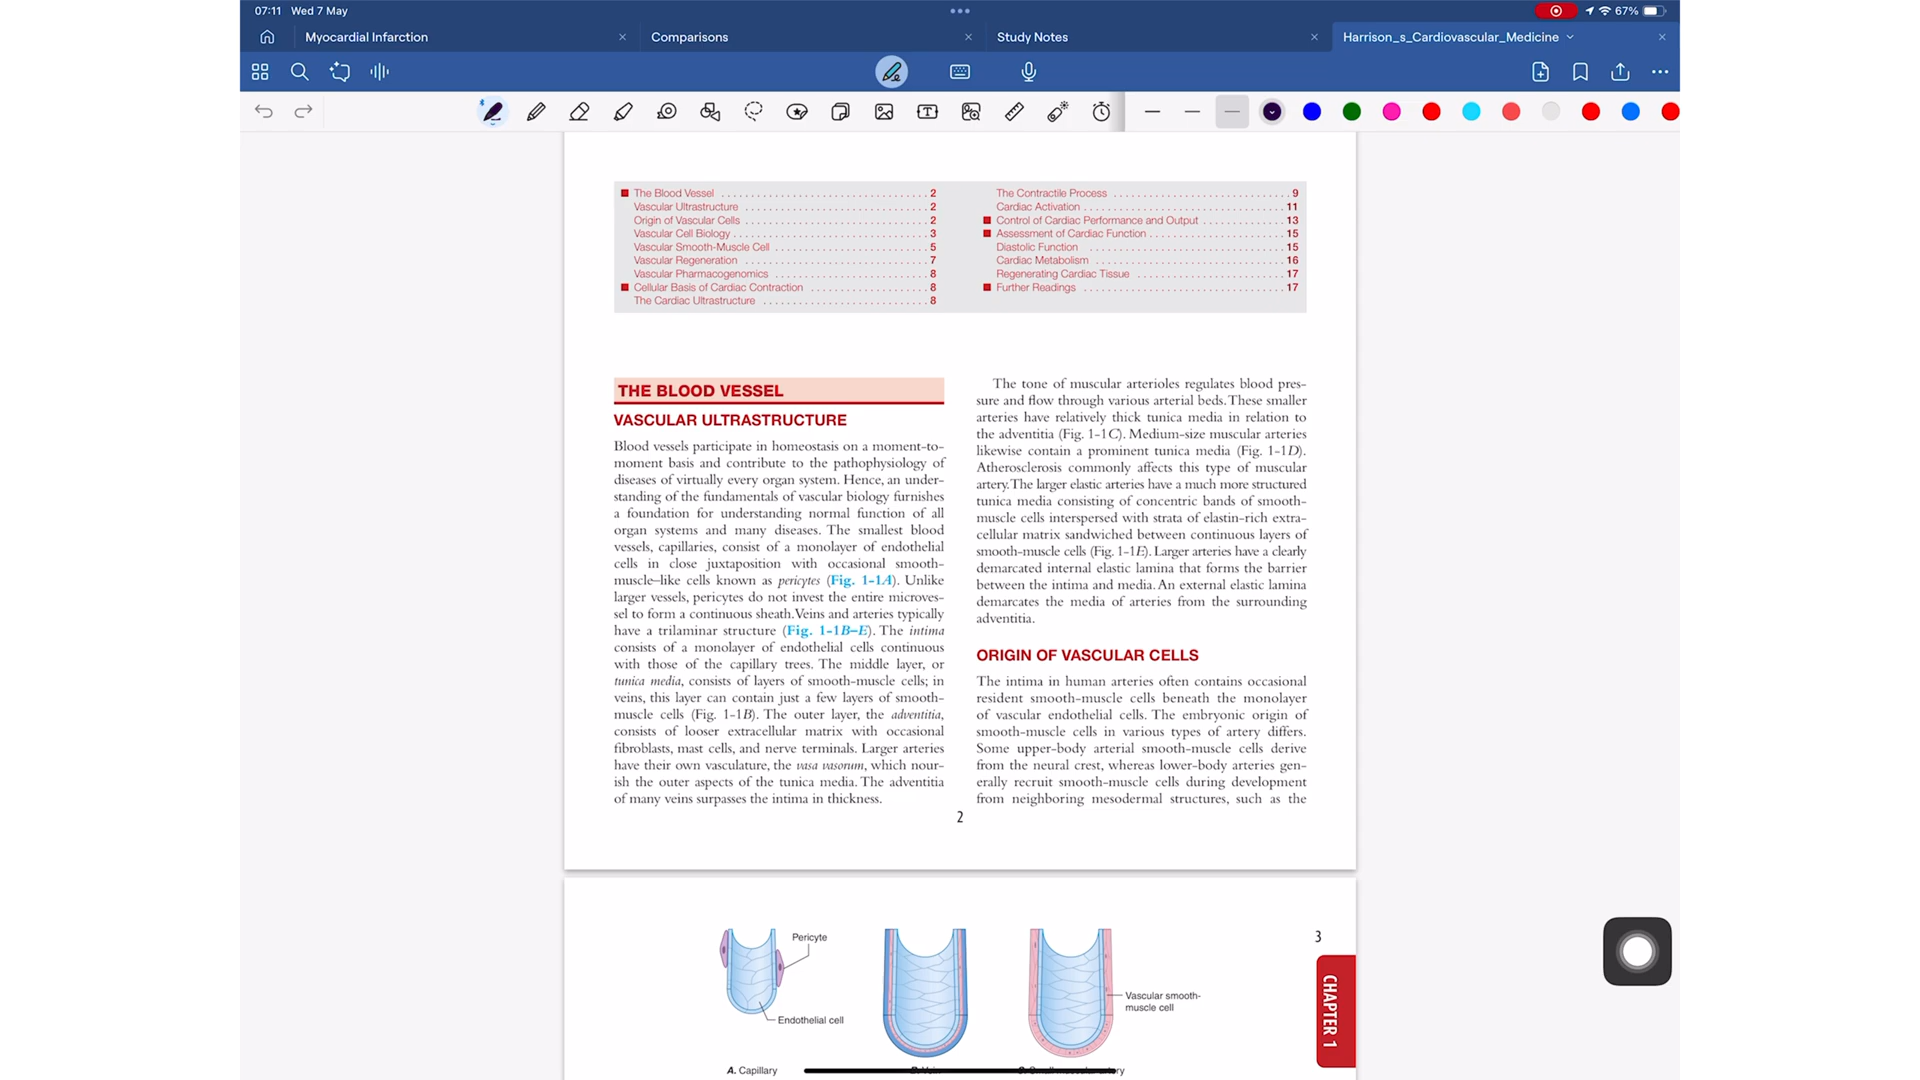 07:11 Wed 7 May
67%
Myocardial Infarction
Comparisons
Study Notes
Harrison_s_Cardiovascular_Medicine
The Blood Vessel . . . . . . . . . . . . . . . . . . . . . . . . . . . . . . 2
Vascular Ultrastructure . . . . . . . . . . . . . . . . . . . . . . . . . . . 2
Origin of Vascular Cells . . . . . . . . . . . . . . . . . . . . . . . . . . . 2
Vascular Cell Biology . . . . . . . . . . . . . . . . . . . . . . . . . . . . 3
Vascular Smooth-Muscle Cell . . . . . . . . . . . . . . . . . . . . . . . 5
Vascular Regeneration . . . . . . . . . . . . . . . . . . . . . . . . . . . 7
Vascular Pharmacogenomics . . . . . . . . . . . . . . . . . . . . . . . 8
Cellular Basis of Cardiac Contraction . . . . . . . . . . . . . . . . . . 8
The Cardiac Ultrastructure . . . . . . . . . . . . . . . . . . . . . . . . . 8
The Contractile Process . . . . . . . . . . . . . . . . . . . . . . . . . . 9
Cardiac Activation . . . . . . . . . . . . . . . . . . . . . . . . . . . . . 11
Control of Cardiac Performance and Output . . . . . . . . . . . . . 13
Assessment of Cardiac Function . . . . . . . . . . . . . . . . . . . . . 15
Diastolic Function . . . . . . . . . . . . . . . . . . . . . . . . . . . . . 15
Cardiac Metabolism . . . . . . . . . . . . . . . . . . . . . . . . . . . . 16
Regenerating Cardiac Tissue . . . . . . . . . . . . . . . . . . . . . . . 17
Further Readings . . . . . . . . . . . . . . . . . . . . . . . . . . . . . . 17
THE BLOOD VESSEL
VASCULAR ULTRASTRUCTURE
Blood vessels participate in homeostasis on a moment-to-
moment basis and contribute to the pathophysiology of
diseases of virtually every organ system. Hence, an under-
standing of the fundamentals of vascular biology furnishes
a foundation for understanding normal function of all
organ systems and many diseases. The smallest blood
vessels, capillaries, consist of a monolayer of endothelial
cells in close juxtaposition with occasional smooth-
muscle–like cells known as pericytes (Fig. 1-1A). Unlike
larger vessels, pericytes do not invest the entire microves-
sel to form a continuous sheath. Veins and arteries typically
have a trilaminar structure (Fig. 1-1B–E). The intima
consists of a monolayer of endothelial cells continuous
with those of the capillary trees. The middle layer, or
tunica media, consists of layers of smooth-muscle cells; in
veins, this layer can contain just a few layers of smooth-
muscle cells (Fig. 1-1B). The outer layer, the adventitia,
consists of looser extracellular matrix with occasional
fibroblasts, mast cells, and nerve terminals. Larger arteries
have their own vasculature, the vasa vasorum, which nour-
ish the outer aspects of the tunica media. The adventitia
of many veins surpasses the intima in thickness.
The tone of muscular arterioles regulates blood pres-
sure and flow through various arterial beds. These smaller
arteries have relatively thick tunica media in relation to
the adventitia (Fig. 1-1C). Medium-size muscular arteries
likewise contain a prominent tunica media (Fig. 1-1D).
Atherosclerosis commonly affects this type of muscular
artery. The larger elastic arteries have a much more structured
tunica media consisting of concentric bands of smooth-
muscle cells interspersed with strata of elastin-rich extra-
cellular matrix sandwiched between continuous layers of
smooth-muscle cells (Fig. 1-1E). Larger arteries have a clearly
demarcated internal elastic lamina that forms the barrier
between the intima and media. An external elastic lamina
demarcates the media of arteries from the surrounding
adventitia.
ORIGIN OF VASCULAR CELLS
The intima in human arteries often contains occasional
resident smooth-muscle cells beneath the monolayer
of vascular endothelial cells. The embryonic origin of
smooth-muscle cells in various types of artery differs.
Some upper-body arterial smooth-muscle cells derive
from the neural crest, whereas lower-body arteries gen-
erally recruit smooth-muscle cells during development
from neighboring mesodermal structures, such as the
2
3
CHAPTER 1
Pericyte
Endothelial cell
Vascular smooth-
muscle cell
A. Capillary